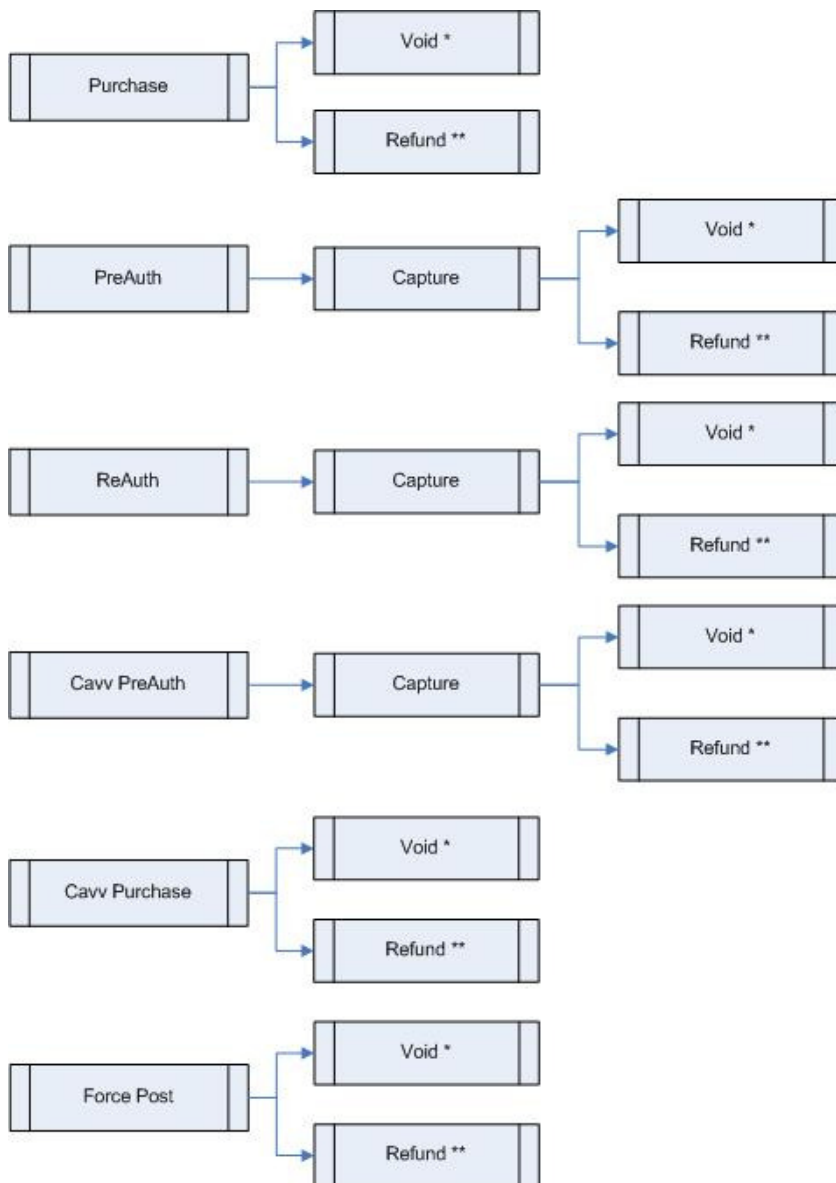 Purchase
Void *
Refund **
PreAuth
Capture
Void *
Refund **
ReAuth
Capture
Void *
Refund **
Cavv PreAuth
Capture
Void *
Refund **
Cavv Purchase
Void *
Refund **
Force Post
Void *
Refund **